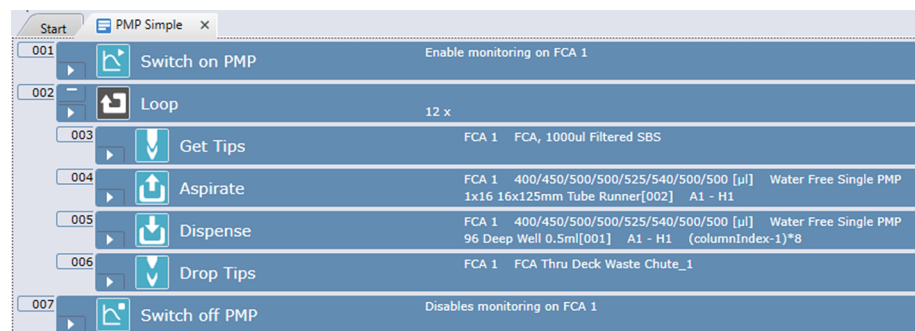 Start
PMP Simple ×
001
Switch on PMP
Enable monitoring on FCA 1
002
Loop
12 x
003
Get Tips
FCA 1 FCA, 1000ul Filtered SBS
004
Aspirate
FCA 1 400/450/500/500/525/540/500/500 [µl] Water Free Single PMP
1x16 16x125mm Tube Runner[002] A1 - H1
005
Dispense
FCA 1 400/450/500/500/525/540/500/500 [µl] Water Free Single PMP
96 Deep Well 0.5ml[001] A1 - H1 (columnIndex-1)*8
006
Drop Tips
FCA 1 FCA Thru Deck Waste Chute_1
007
Switch off PMP
Disables monitoring on FCA 1